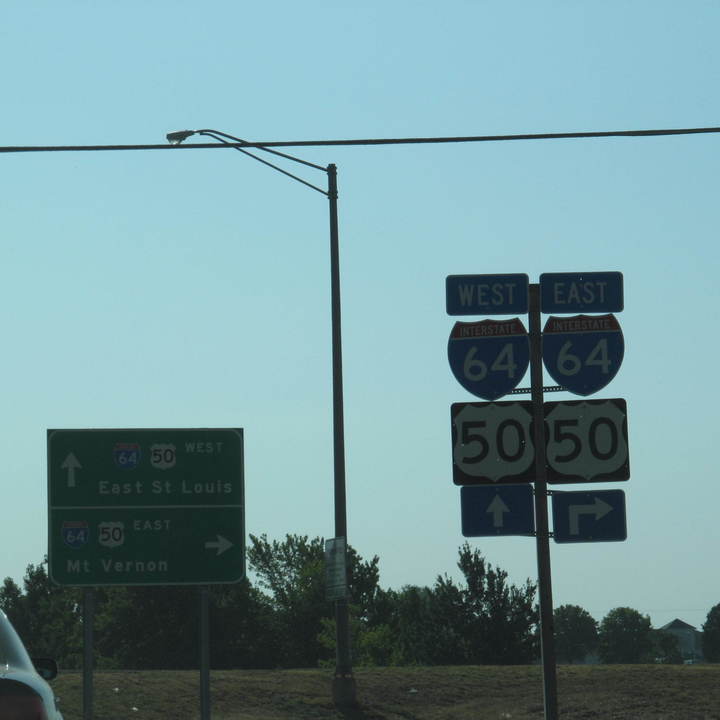 64 50 WEST
East St Louis
64 50 EAST
Mt Vernon
WEST EAST
INTERSTATE INTERSTATE
64 64
50 50